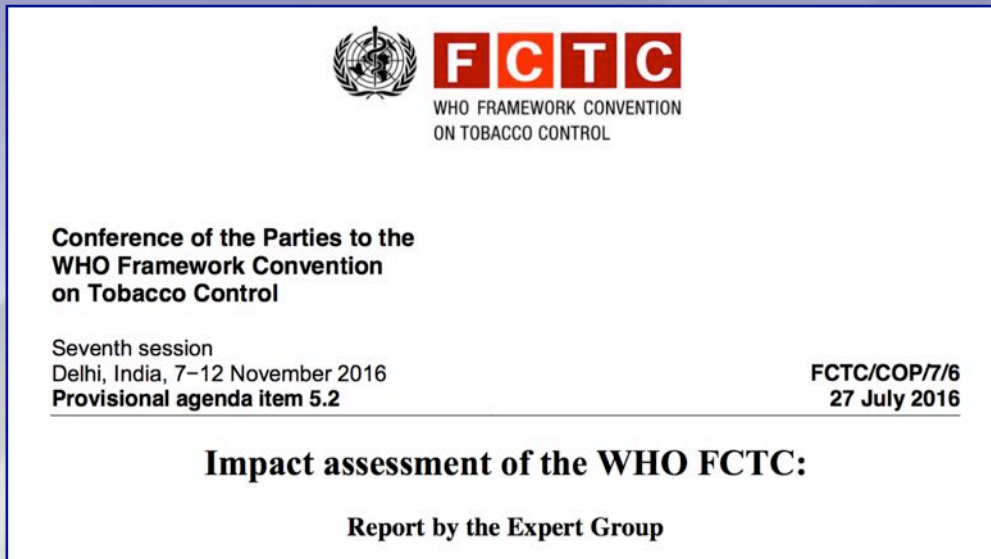 FCTC
WHO FRAMEWORK CONVENTION
ON TOBACCO CONTROL
Conference of the Parties to the
WHO Framework Convention
on Tobacco Control
Seventh session
Delhi, India, 7–12 November 2016
Provisional agenda item 5.2
FCTC/COP/7/6
27 July 2016
Impact assessment of the WHO FCTC:
Report by the Expert Group